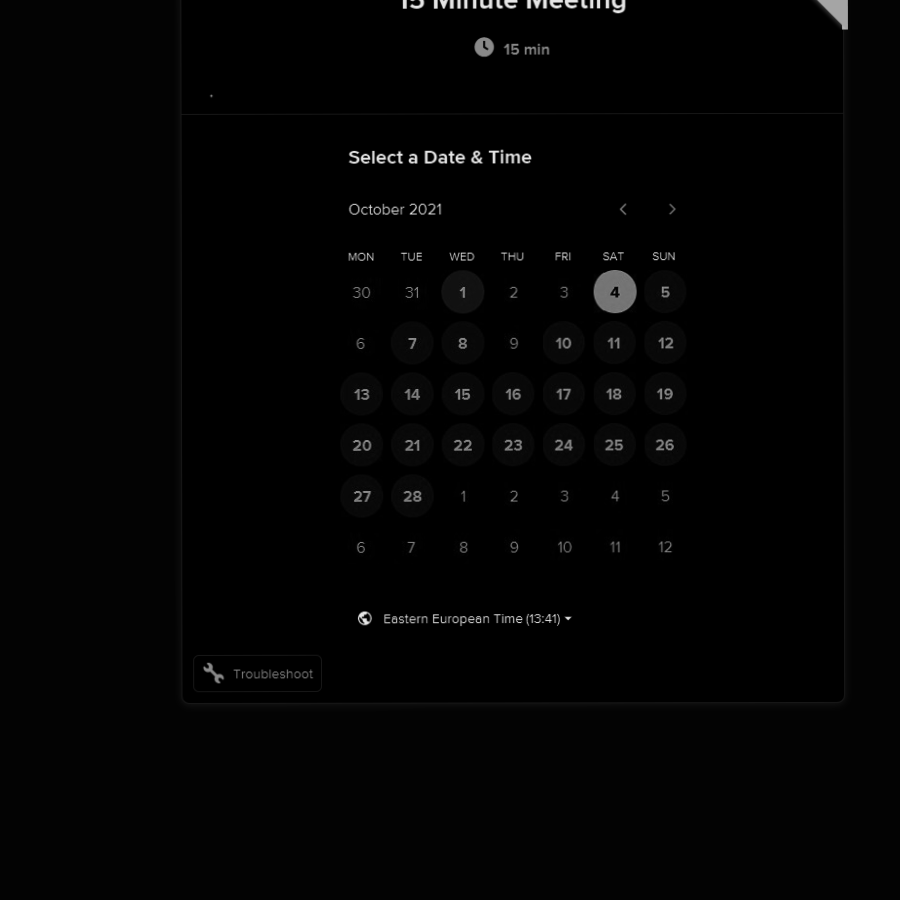 15 Minute Meeting
15 min
.
Select a Date & Time
October 2021
MON TUE WED THU FRI SAT SUN
30 31 1 2 3 4 5
6 7 8 9 10 11 12
13 14 15 16 17 18 19
20 21 22 23 24 25 26
27 28 1 2 3 4 5
6 7 8 9 10 11 12
Eastern European Time (13:41)
Troubleshoot